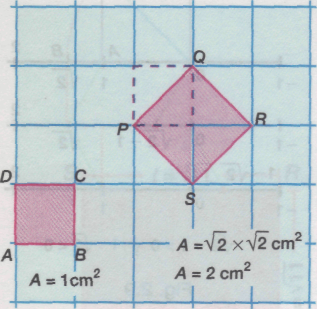 Q
P
R
S
D
C
A
B
A = 1cm²
A = √2 × √2 cm²
A = 2 cm²